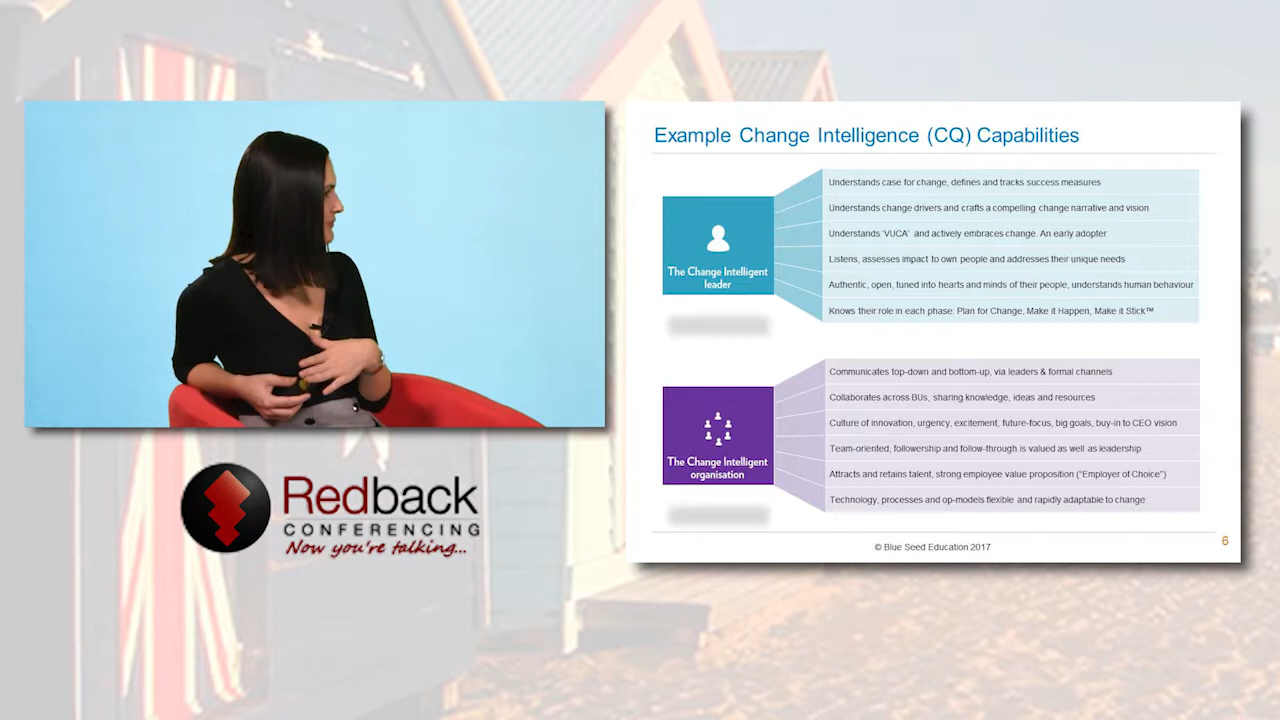 Example Change Intelligence (CQ) Capabilities
The Change Intelligent
leader
Understands case for change, defines and tracks success measures
Understands change drivers and crafts a compelling change narrative and vision
Understands 'VUCA' and actively embraces change. An early adopter
Listens, assesses impact to own people and addresses their unique needs
Authentic, open, tuned into hearts and minds of their people, understands human behaviour
Knows their role in each phase: Plan for Change, Make it Happen, Make it Stick™
The Change Intelligent
organisation
Communicates top-down and bottom-up, via leaders & formal channels
Collaborates across BUs, sharing knowledge, ideas and resources
Culture of innovation, urgency, excitement, future-focus, big goals, buy-in to CEO vision
Team-oriented, followership and follow-through is valued as well as leadership
Attracts and retains talent, strong employee value proposition ("Employer of Choice")
Technology, processes and op-models flexible and rapidly adaptable to change
© Blue Seed Education 2017
6
Redback
CONFERENCING
Now you're talking...